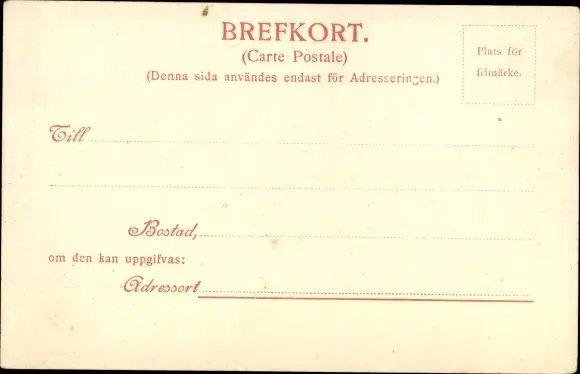 BREFKORT.
(Carte Postale)
(Denna sida användes endast för Adresseringen.)
Plats för
frimärke.
Till
Bostad,
om den kan uppgifvas:
Adressort